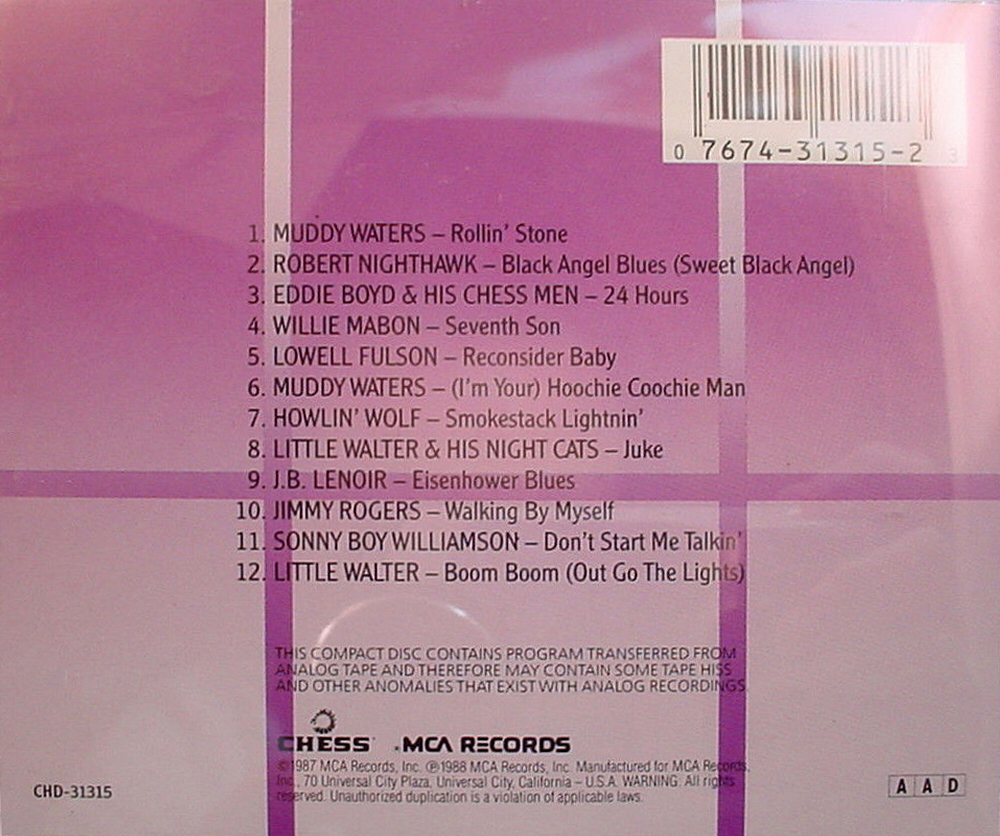 0 7674-31315-2 3
1. MUDDY WATERS – Rollin' Stone
2. ROBERT NIGHTHAWK – Black Angel Blues (Sweet Black Angel)
3. EDDIE BOYD & HIS CHESS MEN – 24 Hours
4. WILLIE MABON – Seventh Son
5. LOWELL FULSON – Reconsider Baby
6. MUDDY WATERS – (I'm Your) Hoochie Coochie Man
7. HOWLIN' WOLF – Smokestack Lightnin'
8. LITTLE WALTER & HIS NIGHT CATS – Juke
9. J.B. LENOIR – Eisenhower Blues
10. JIMMY ROGERS – Walking By Myself
11. SONNY BOY WILLIAMSON – Don't Start Me Talkin'
12. LITTLE WALTER – Boom Boom (Out Go The Lights)
THIS COMPACT DISC CONTAINS PROGRAM TRANSFERRED FROM
ANALOG TAPE AND THEREFORE MAY CONTAIN SOME TAPE HISS
AND OTHER ANOMALIES THAT EXIST WITH ANALOG RECORDINGS.
CHESS MCA RECORDS
©1987 MCA Records, Inc. ℗1988 MCA Records, Inc. Manufactured for MCA Records,
Inc., 70 Universal City Plaza, Universal City, California – U.S.A. WARNING. All rights
reserved. Unauthorized duplication is a violation of applicable laws.
CHD-31315
A A D